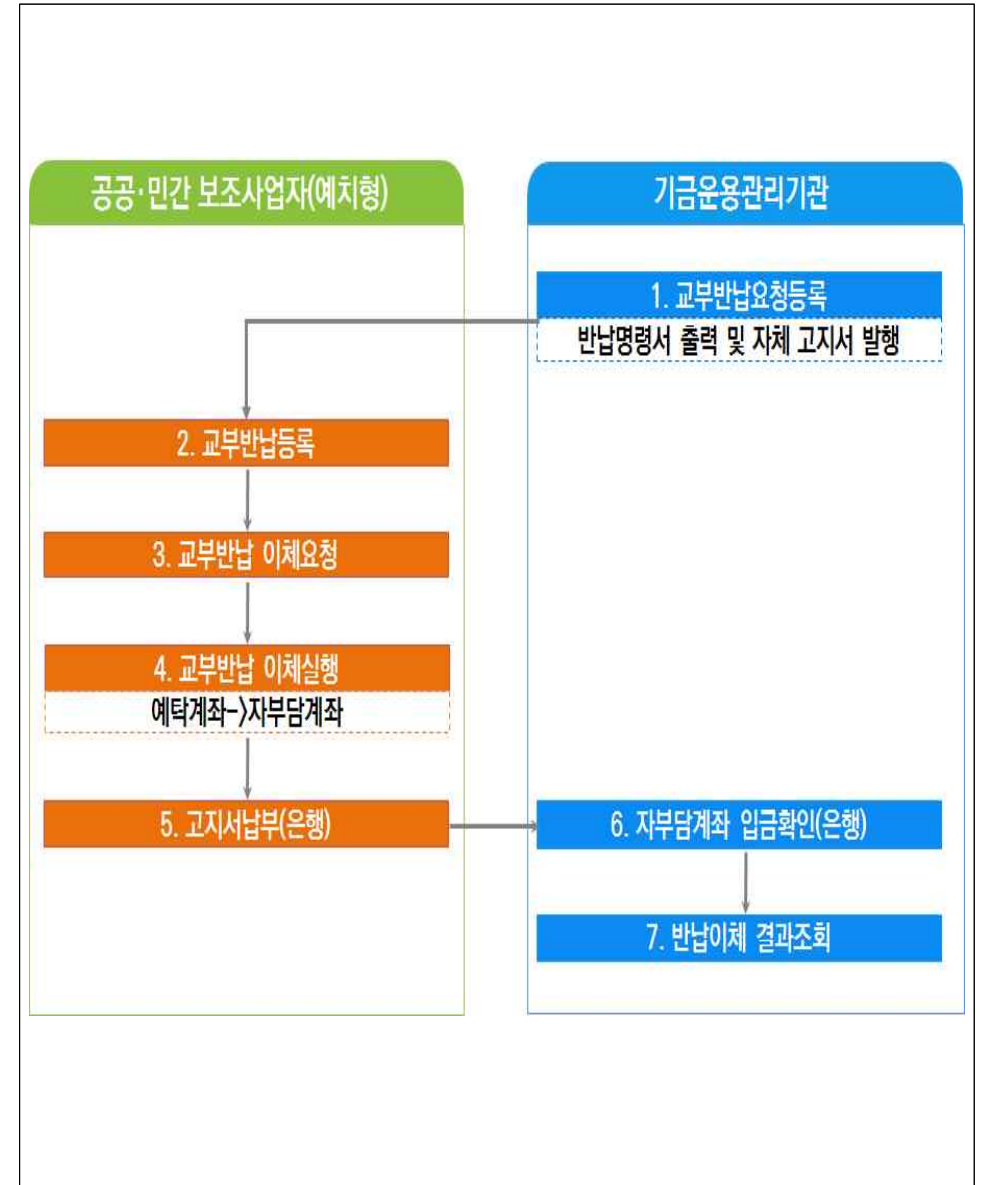 공공·민간 보조사업자(예치형)
기금운용관리기관
1. 교부반납요청등록
반납명령서 출력 및 자체 고지서 발행
2. 교부반납등록
3. 교부반납 이체요청
4. 교부반납 이체실행
예탁계좌->자부담계좌
5. 고지서납부(은행)
6. 자부담계좌 입금확인(은행)
7. 반납이체 결과조회